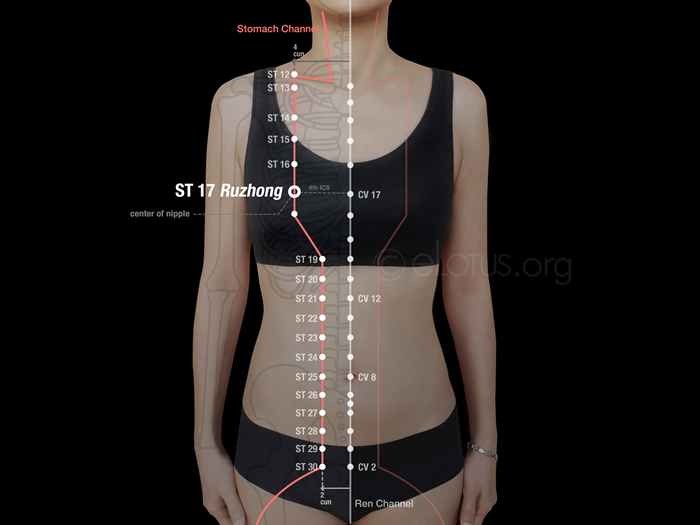 Stomach Channel
4
cun
ST 12
ST 13
ST 14
ST 15
ST 16
ST 17 Ruzhong
4th ICS
CV 17
center of nipple
ST 19
© eLotus.org
ST 20
ST 21
CV 12
ST 22
ST 23
ST 24
ST 25
CV 8
ST 26
ST 27
ST 28
ST 29
ST 30
CV 2
2
cun
Ren Channel